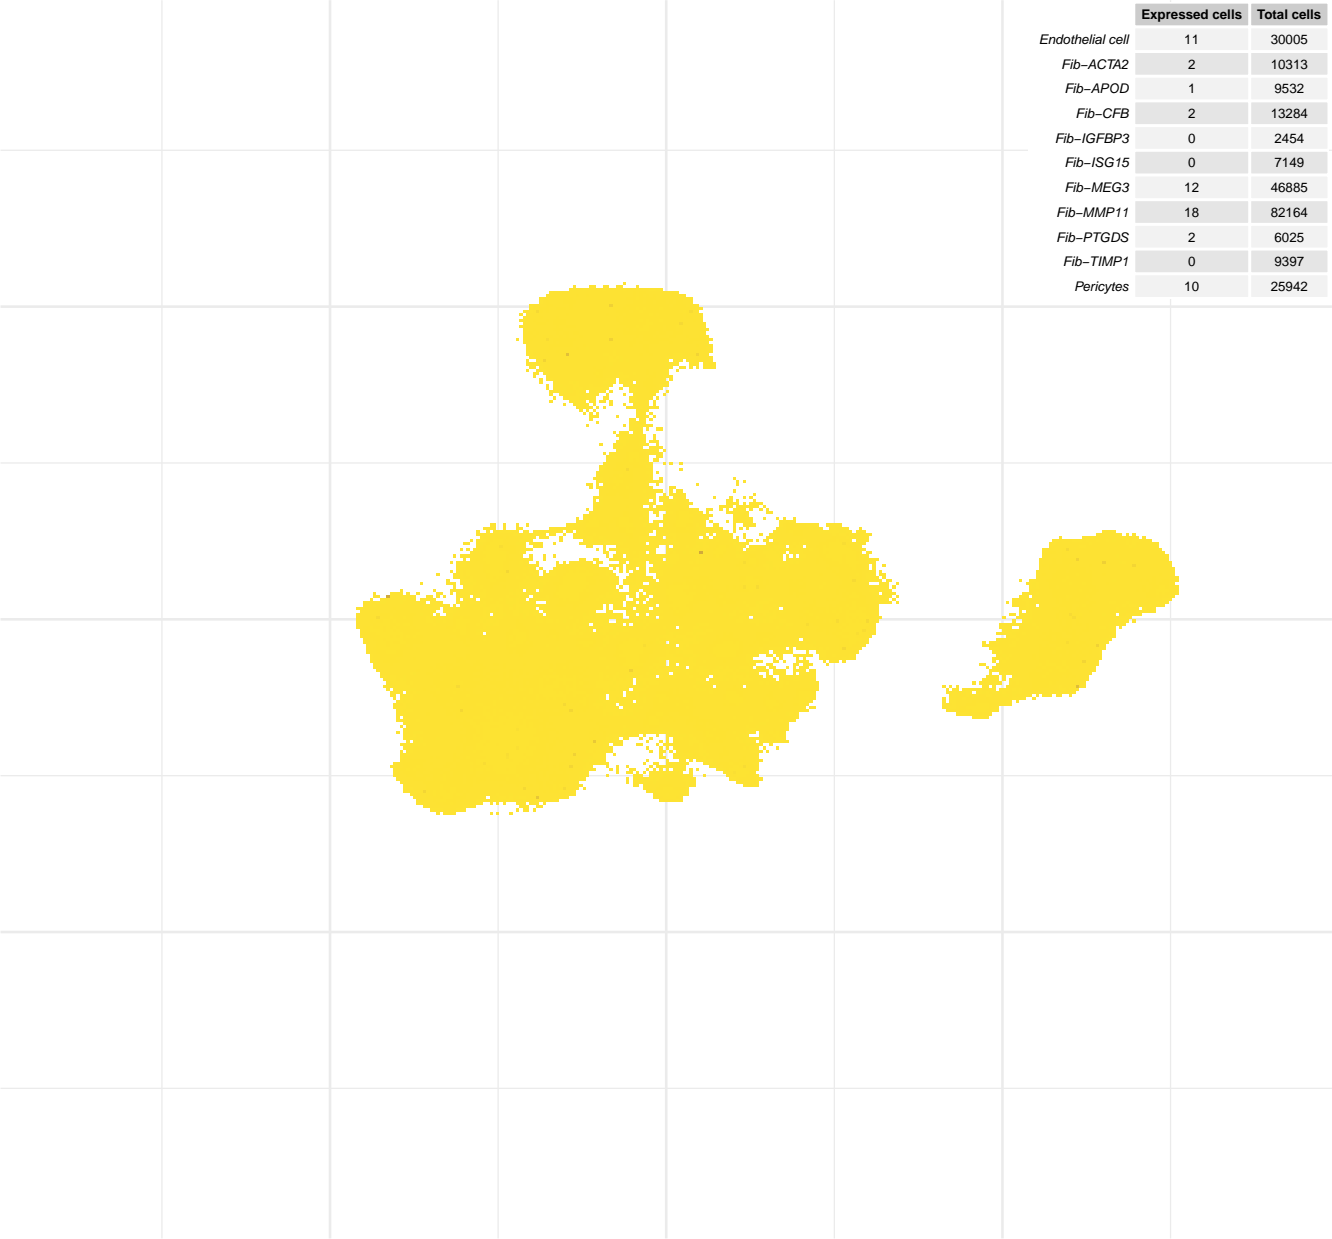 Expressed cells Total cells
Endothelial cell 11 30005
Fib−ACTA2 2 10313
Fib−APOD 1 9532
Fib−CFB 2 13284
Fib−IGFBP3 0 2454
Fib−ISG15 0 7149
Fib−MEG3 12 46885
Fib−MMP11 18 82164
Fib−PTGDS 2 6025
Fib−TIMP1 0 9397
Pericytes 10 25942